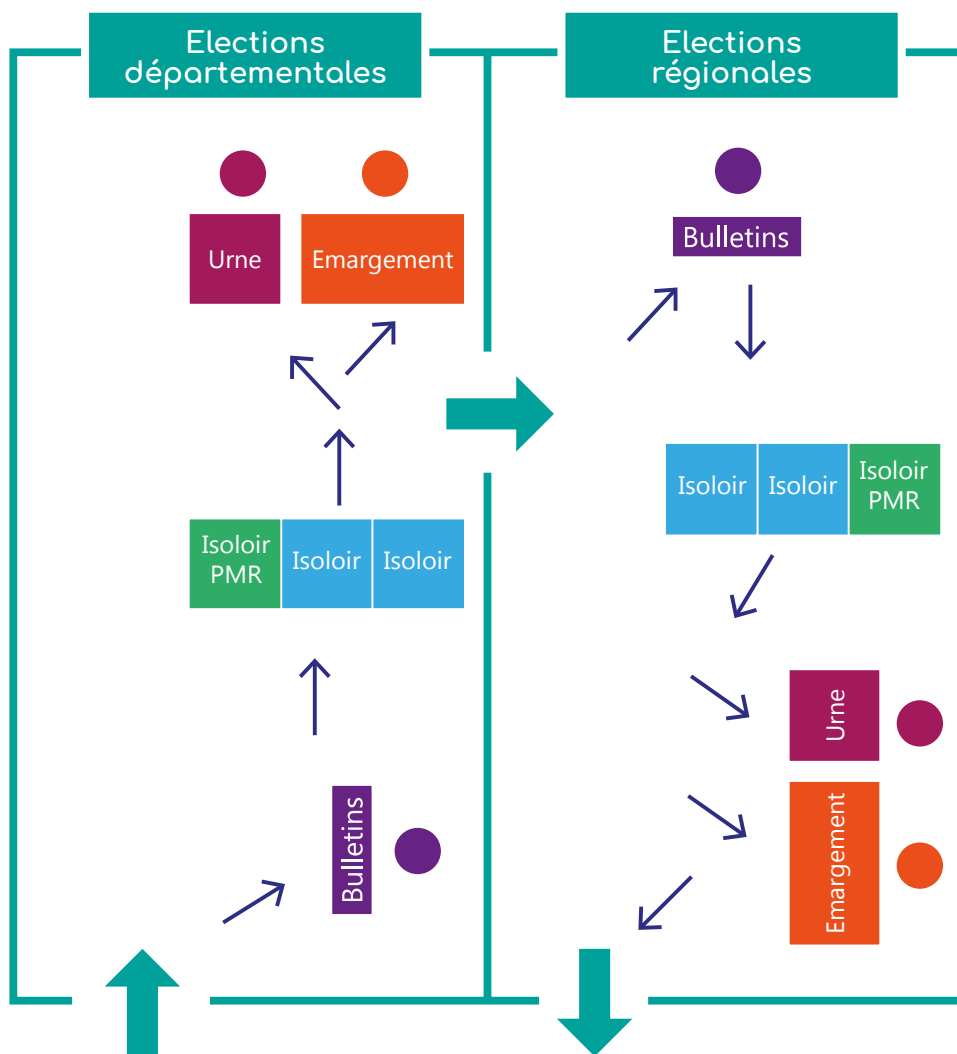 Elections
départementales
Urne
Emargement
Isoloir
PMR
Isoloir
Isoloir
Bulletins
Elections
régionales
Bulletins
Isoloir
Isoloir
Isoloir
PMR
Urne
Emargement